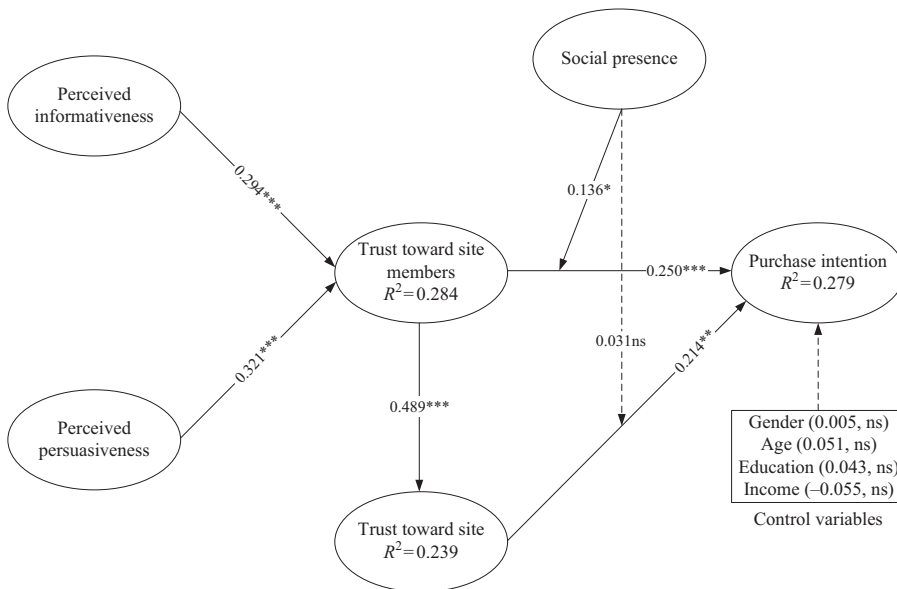 Social presence
Perceived
informativeness
0.294***
0.136*
Trust toward site
members
R²=0.284
0.250***
Purchase intention
R²=0.279
0.321***
0.031ns
0.214**
0.489***
Perceived
persuasiveness
Gender (0.005, ns)
Age (0.051, ns)
Education (0.043, ns)
Income (–0.055, ns)
Control variables
Trust toward site
R²=0.239